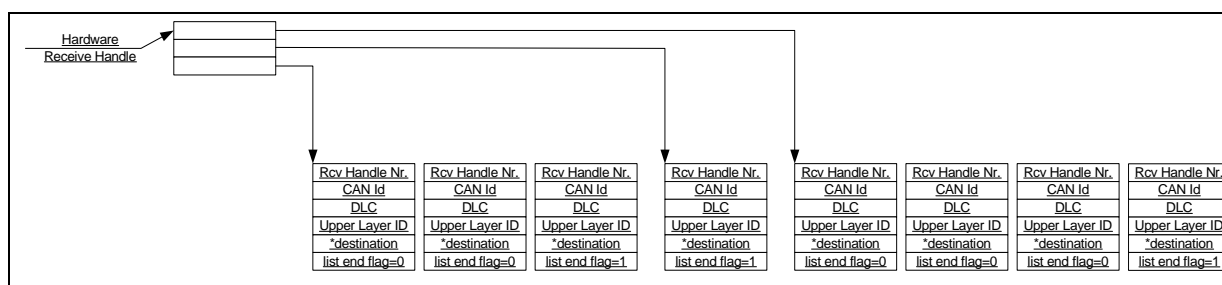 Hardware
Receive Handle
Rcv Handle Nr. Rcv Handle Nr. Rcv Handle Nr. Rcv Handle Nr. Rcv Handle Nr. Rcv Handle Nr. Rcv Handle Nr. Rcv Handle Nr.
CAN Id CAN Id CAN Id CAN Id CAN Id CAN Id CAN Id CAN Id
DLC DLC DLC DLC DLC DLC DLC DLC
Upper Layer ID Upper Layer ID Upper Layer ID Upper Layer ID Upper Layer ID Upper Layer ID Upper Layer ID Upper Layer ID
*destination *destination *destination *destination *destination *destination *destination *destination
list end flag=0 list end flag=0 list end flag=1 list end flag=1 list end flag=0 list end flag=0 list end flag=0 list end flag=1